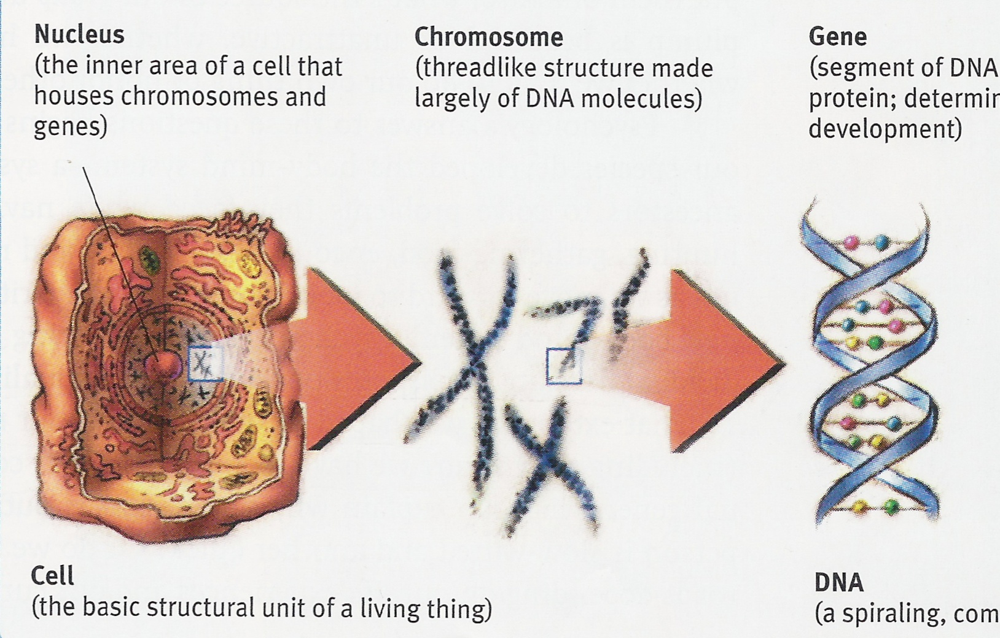 Nucleus
(the inner area of a cell that
houses chromosomes and
genes)
Chromosome
(threadlike structure made
largely of DNA molecules)
Gene
(segment of DNA
protein; determin
development)
Cell
(the basic structural unit of a living thing)
DNA
(a spiraling, com